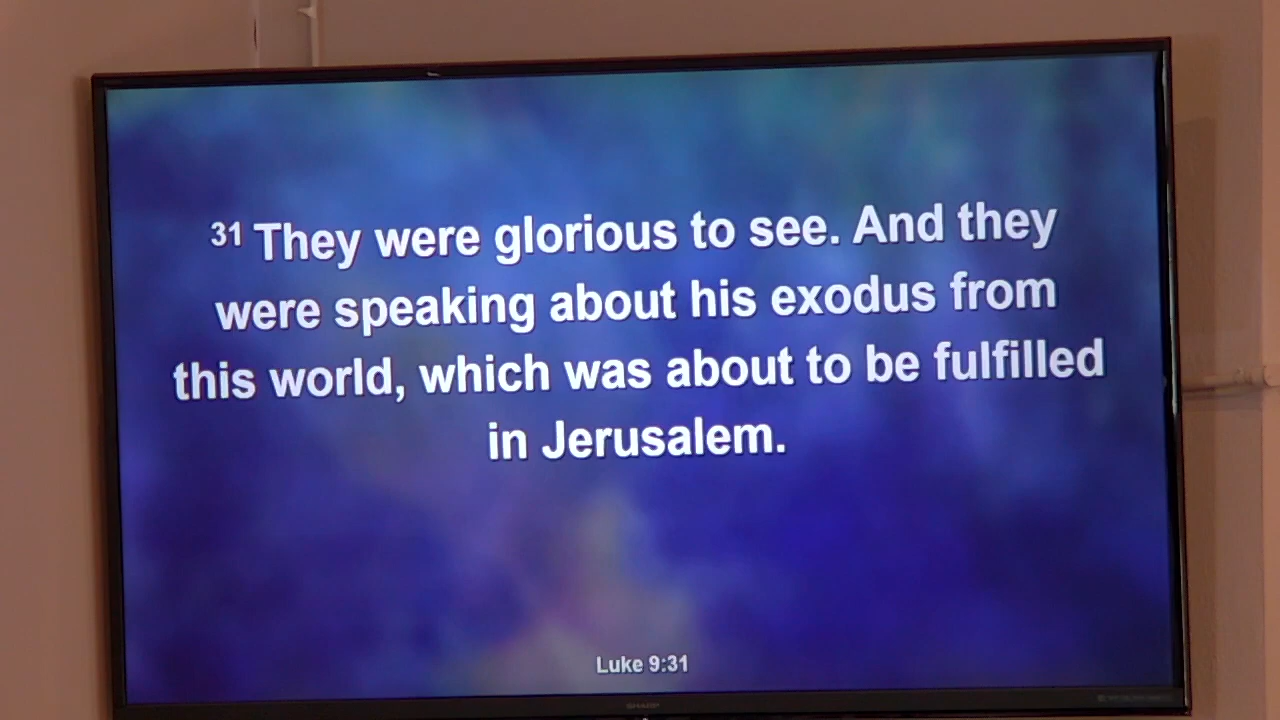 31 They were glorious to see. And they
were speaking about his exodus from
this world, which was about to be fulfilled
in Jerusalem.
Luke 9:31
SHARP